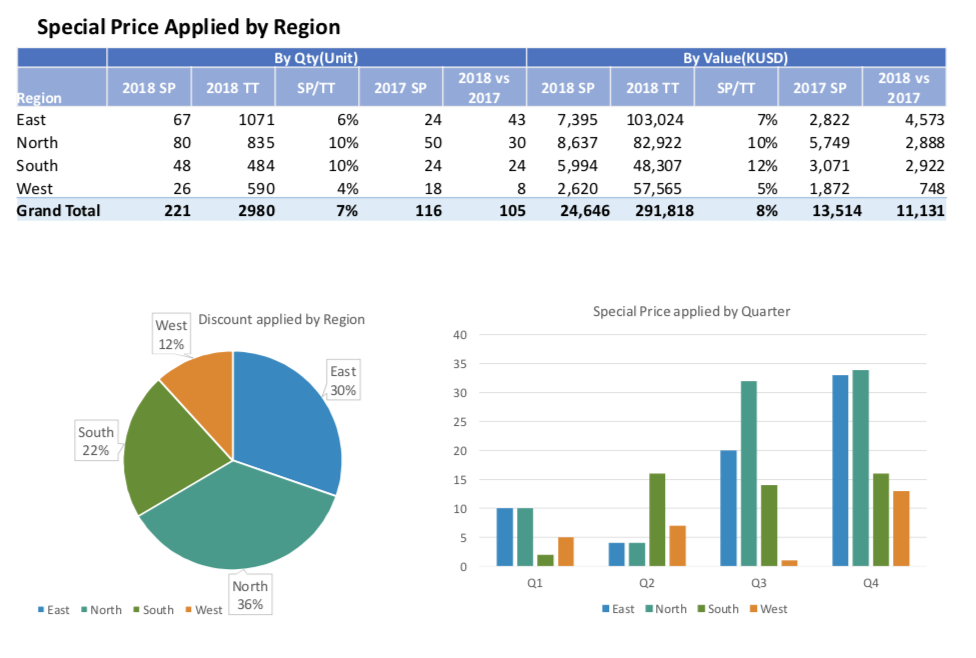 Special Price Applied by Region
By Qty(Unit) By Value(KUSD)
Region 2018 SP 2018 TT SP/TT 2017 SP 2018 vs 2017 2018 SP 2018 TT SP/TT 2017 SP 2018 vs 2017
East 67 1071 6% 24 43 7,395 103,024 7% 2,822 4,573
North 80 835 10% 50 30 8,637 82,922 10% 5,749 2,888
South 48 484 10% 24 24 5,994 48,307 12% 3,071 2,922
West 26 590 4% 18 8 2,620 57,565 5% 1,872 748
Grand Total 221 2980 7% 116 105 24,646 291,818 8% 13,514 11,131
Discount applied by Region
West
12%
East
30%
South
22%
North
36%
East North South West
Special Price applied by Quarter
40
35
30
25
20
15
10
5
0
Q1 Q2 Q3 Q4
East North South West